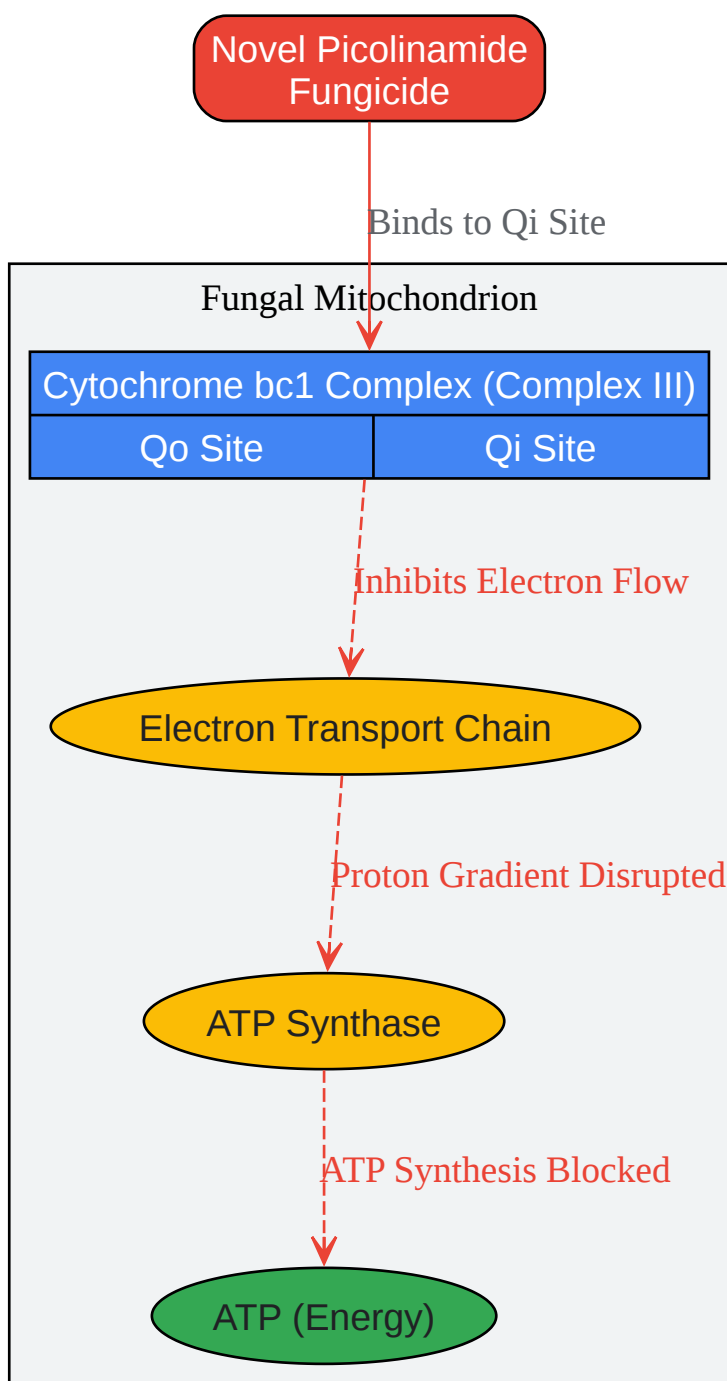 Novel Picolinamide
Fungicide
Binds to Qi Site
Fungal Mitochondrion
Cytochrome bc1 Complex (Complex III)
Qo Site
Qi Site
Inhibits Electron Flow
Electron Transport Chain
Proton Gradient Disrupted
ATP Synthase
ATP Synthesis Blocked
ATP (Energy)